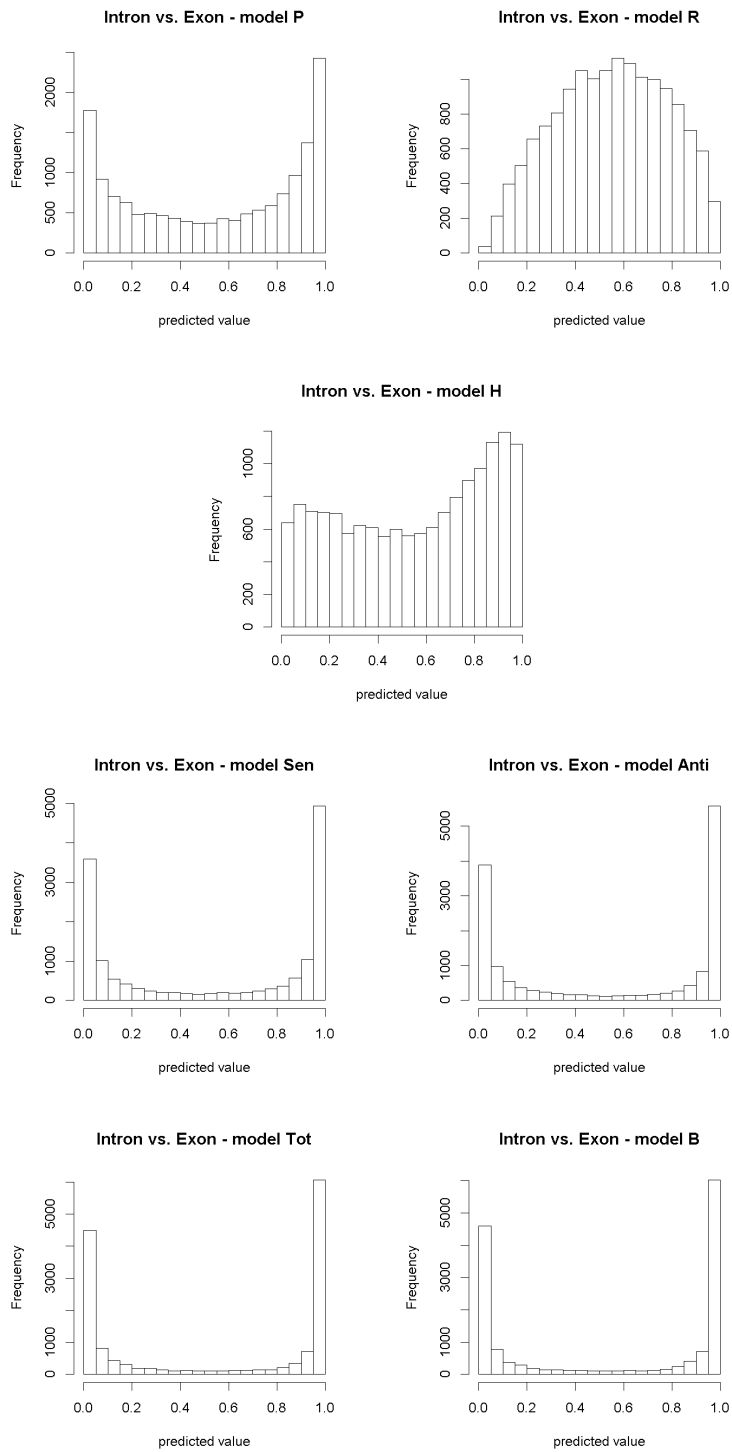 Intron vs. Exon - model P
Frequency
0 500 1000 2000
0.0 0.2 0.4 0.6 0.8 1.0
predicted value
Intron vs. Exon - model R
Frequency
0 200 400 600 800
0.0 0.2 0.4 0.6 0.8 1.0
predicted value
Intron vs. Exon - model H
Frequency
0 200 600 1000
0.0 0.2 0.4 0.6 0.8 1.0
predicted value
Intron vs. Exon - model Sen
Frequency
0 1000 3000 5000
0.0 0.2 0.4 0.6 0.8 1.0
predicted value
Intron vs. Exon - model Anti
Frequency
0 1000 3000 5000
0.0 0.2 0.4 0.6 0.8 1.0
predicted value
Intron vs. Exon - model Tot
Frequency
0 1000 3000 5000
0.0 0.2 0.4 0.6 0.8 1.0
predicted value
Intron vs. Exon - model B
Frequency
0 1000 3000 5000
0.0 0.2 0.4 0.6 0.8 1.0
predicted value